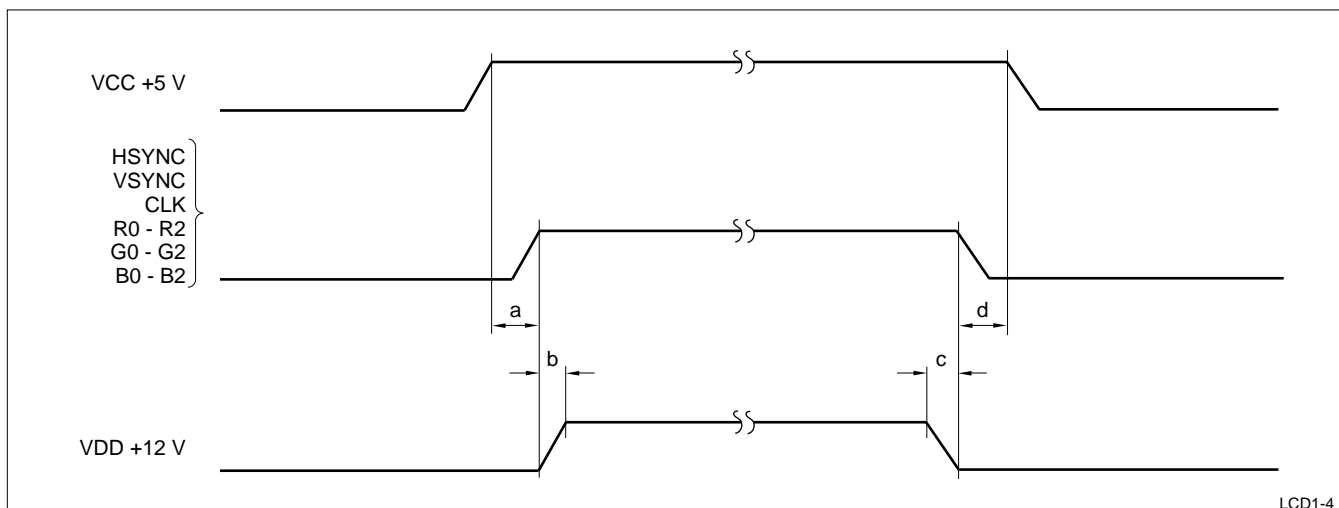 VCC +5 V
HSYNC
VSYNC
CLK
R0 - R2
G0 - G2
B0 - B2
a
d
b
c
VDD +12 V
LCD1-4